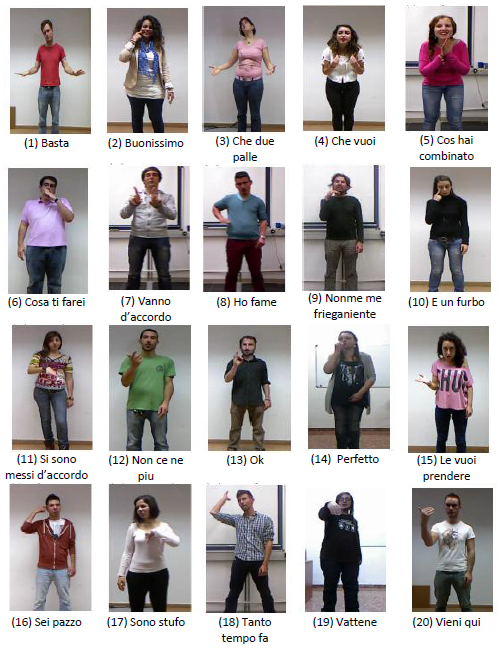 (1) Basta
(2) Buonissimo
(3) Che due
palle
(4) Che vuoi
(5) Cos hai
combinato
(6) Cosa ti farei
(7) Vanno
d'accordo
(8) Ho fame
(9) Nonme me
frieganiente
(10) E un furbo
(11) Si sono
messi d'accordo
(12) Non ce ne
piu
(13) Ok
(14) Perfetto
(15) Le vuoi
prendere
(16) Sei pazzo
(17) Sono stufo
(18) Tanto
tempo fa
(19) Vattene
(20) Vieni qui